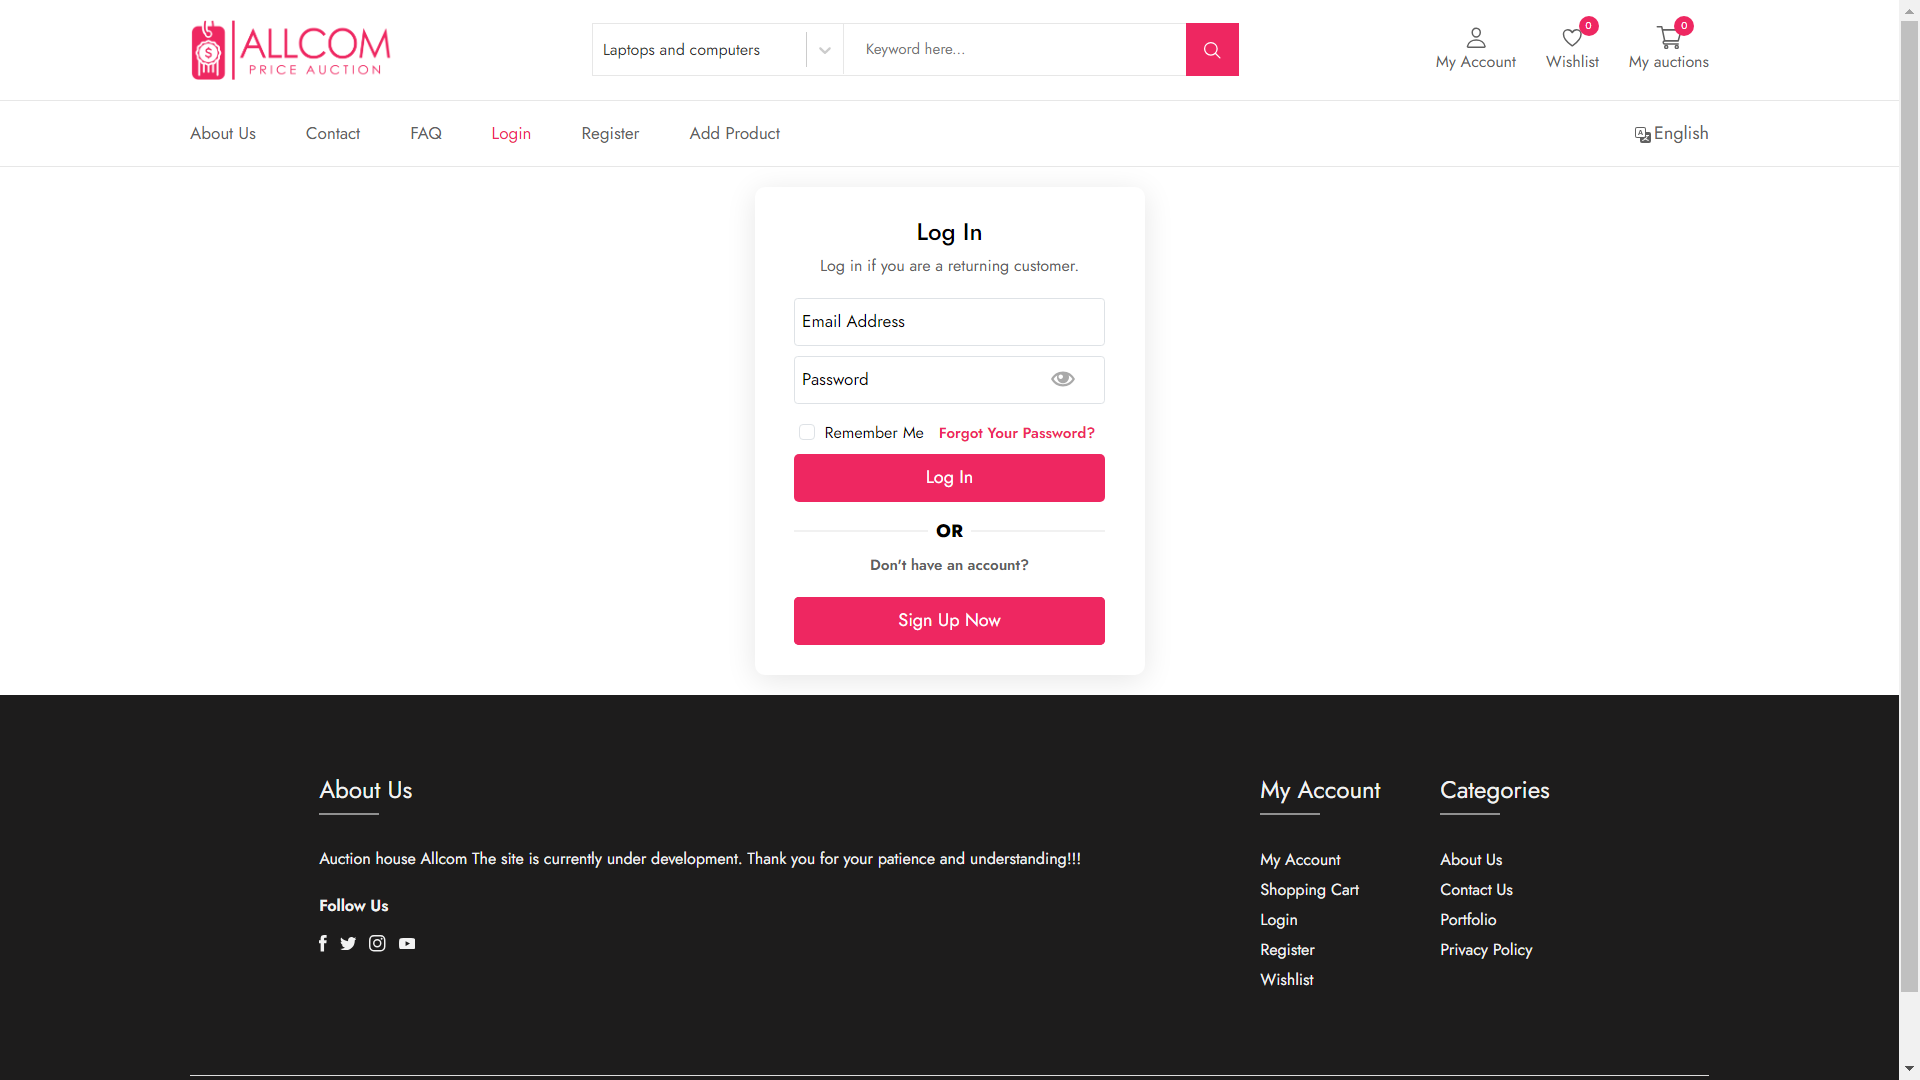 ALLCOM
PRICE AUCTION
Laptops and computers
Keyword here...
My Account
0
Wishlist
0
My auctions
About Us
Contact
FAQ
Login
Register
Add Product
English
Log In
Log in if you are a returning customer.
Email Address
Password
Remember Me
Forgot Your Password?
Log In
OR
Don't have an account?
Sign Up Now
About Us
Auction house Allcom The site is currently under development. Thank you for your patience and understanding!!!
Follow Us
My Account
My Account
Shopping Cart
Login
Register
Wishlist
Categories
About Us
Contact Us
Portfolio
Privacy Policy